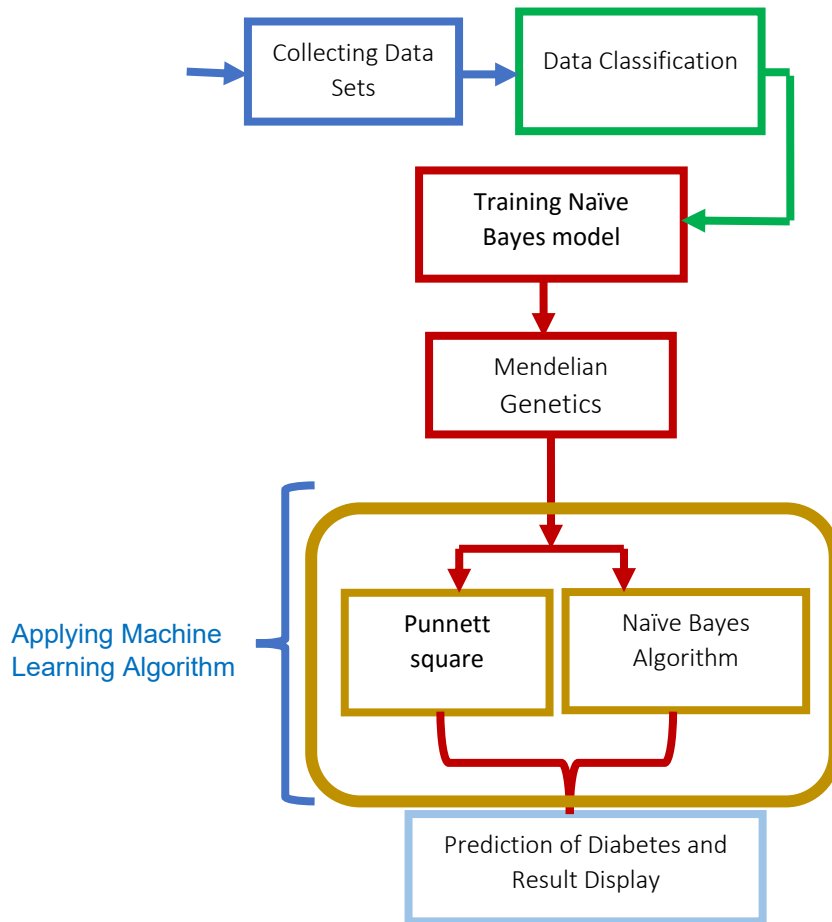 Collecting Data
Sets
Data Classification
Training Naïve
Bayes model
Mendelian
Genetics
Applying Machine
Learning Algorithm
Punnett
square
Naïve Bayes
Algorithm
Prediction of Diabetes and
Result Display